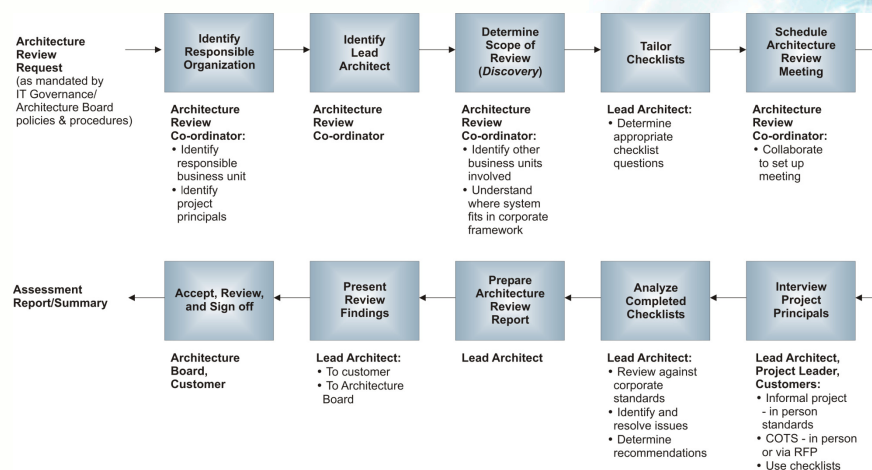 Architecture
Review
Request
(as mandated by
IT Governance/
Architecture Board
policies & procedures)
Identify
Responsible
Organization
Identify
Lead
Architect
Determine
Scope of
Review
(Discovery)
Tailor
Checklists
Schedule
Architecture
Review
Meeting
Architecture
Review
Co-ordinator:
• Identify
responsible
business unit
• Identify
project
principals
Architecture
Review
Co-ordinator
Architecture
Review
Co-ordinator:
• Identify other
business units
involved
• Understand
where system
fits in corporate
framework
Lead Architect:
• Determine
appropriate
checklist
questions
Architecture
Review
Co-ordinator:
• Collaborate
to set up
meeting
Assessment
Report/Summary
Accept, Review,
and Sign off
Present
Review
Findings
Prepare
Architecture
Review
Report
Analyze
Completed
Checklists
Interview
Project
Principals
Architecture
Board,
Customer
Lead Architect:
• To customer
• To Architecture
Board
Lead Architect
Lead Architect:
• Review against
corporate
standards
• Identify and
resolve issues
• Determine
recommendations
Lead Architect,
Project Leader,
Customers:
• Informal project
- in person
standards
• COTS - in person
or via RFP
• Use checklists